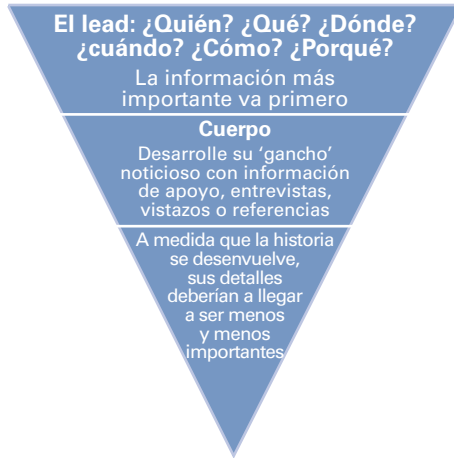 El lead: ¿Quién? ¿Qué? ¿Dónde?
¿cuándo? ¿Cómo? ¿Porqué?
La información más
importante va primero
Cuerpo
Desarrolle su ‘gancho’
noticioso con información
de apoyo, entrevistas,
vistazos o referencias
A medida que la historia
se desenvuelve,
sus detalles
deberían a llegar
a ser menos
y menos
importantes